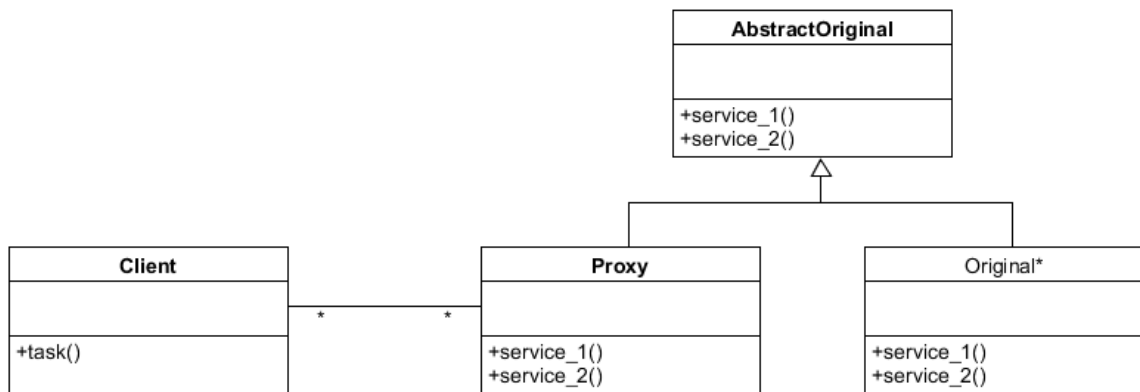 AbstractOriginal
+service_1()
+service_2()
Client
+task()
*
*
Proxy
+service_1()
+service_2()
Original*
+service_1()
+service_2()